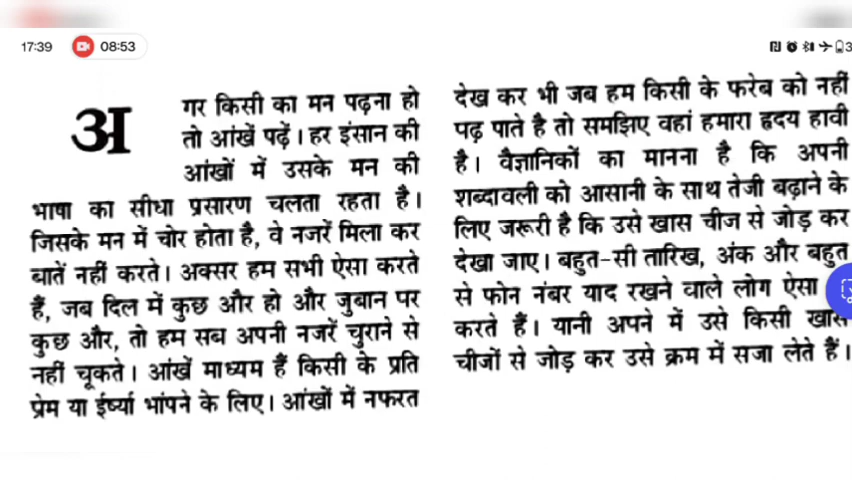 17:39 08:53
अगर किसी का मन पढ़ना हो
तो आंखें पढ़ें। हर इंसान की
आंखों में उसके मन की
भाषा का सीधा प्रसारण चलता रहता है।
जिसके मन में चोर होता है, वे नजरें मिला कर
बातें नहीं करते। अक्सर हम सभी ऐसा करते
हैं, जब दिल में कुछ और हो और जुबान पर
कुछ और, तो हम सब अपनी नजरें चुराने से
नहीं चूकते। आंखें माध्यम हैं किसी के प्रति
प्रेम या ईर्ष्या भांपने के लिए। आंखों में नफरत
देख कर भी जब हम किसी के फरेब को नहीं
पढ़ पाते है तो समझिए वहां हमारा हृदय हावी
है। वैज्ञानिकों का मानना है कि अपनी
शब्दावली को आसानी के साथ तेजी बढ़ाने के
लिए जरूरी है कि उसे खास चीज से जोड़ कर
देखा जाए। बहुत-सी तारिख, अंक और बहुत
से फोन नंबर याद रखने वाले लोग ऐसा
करते हैं। यानी अपने में उसे किसी खास
चीजों से जोड़ कर उसे क्रम में सजा लेते हैं।